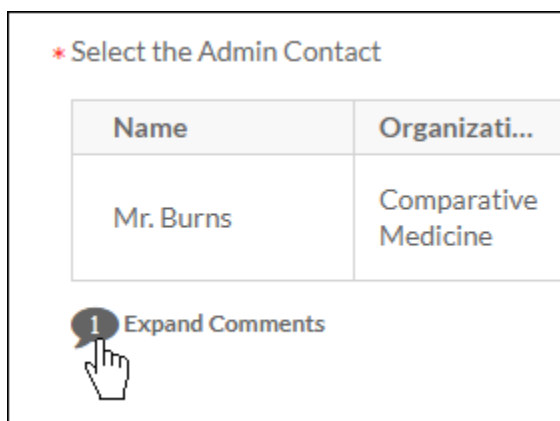 * Select the Admin Contact
Name Organizati...
Mr. Burns Comparative
Medicine
1 Expand Comments